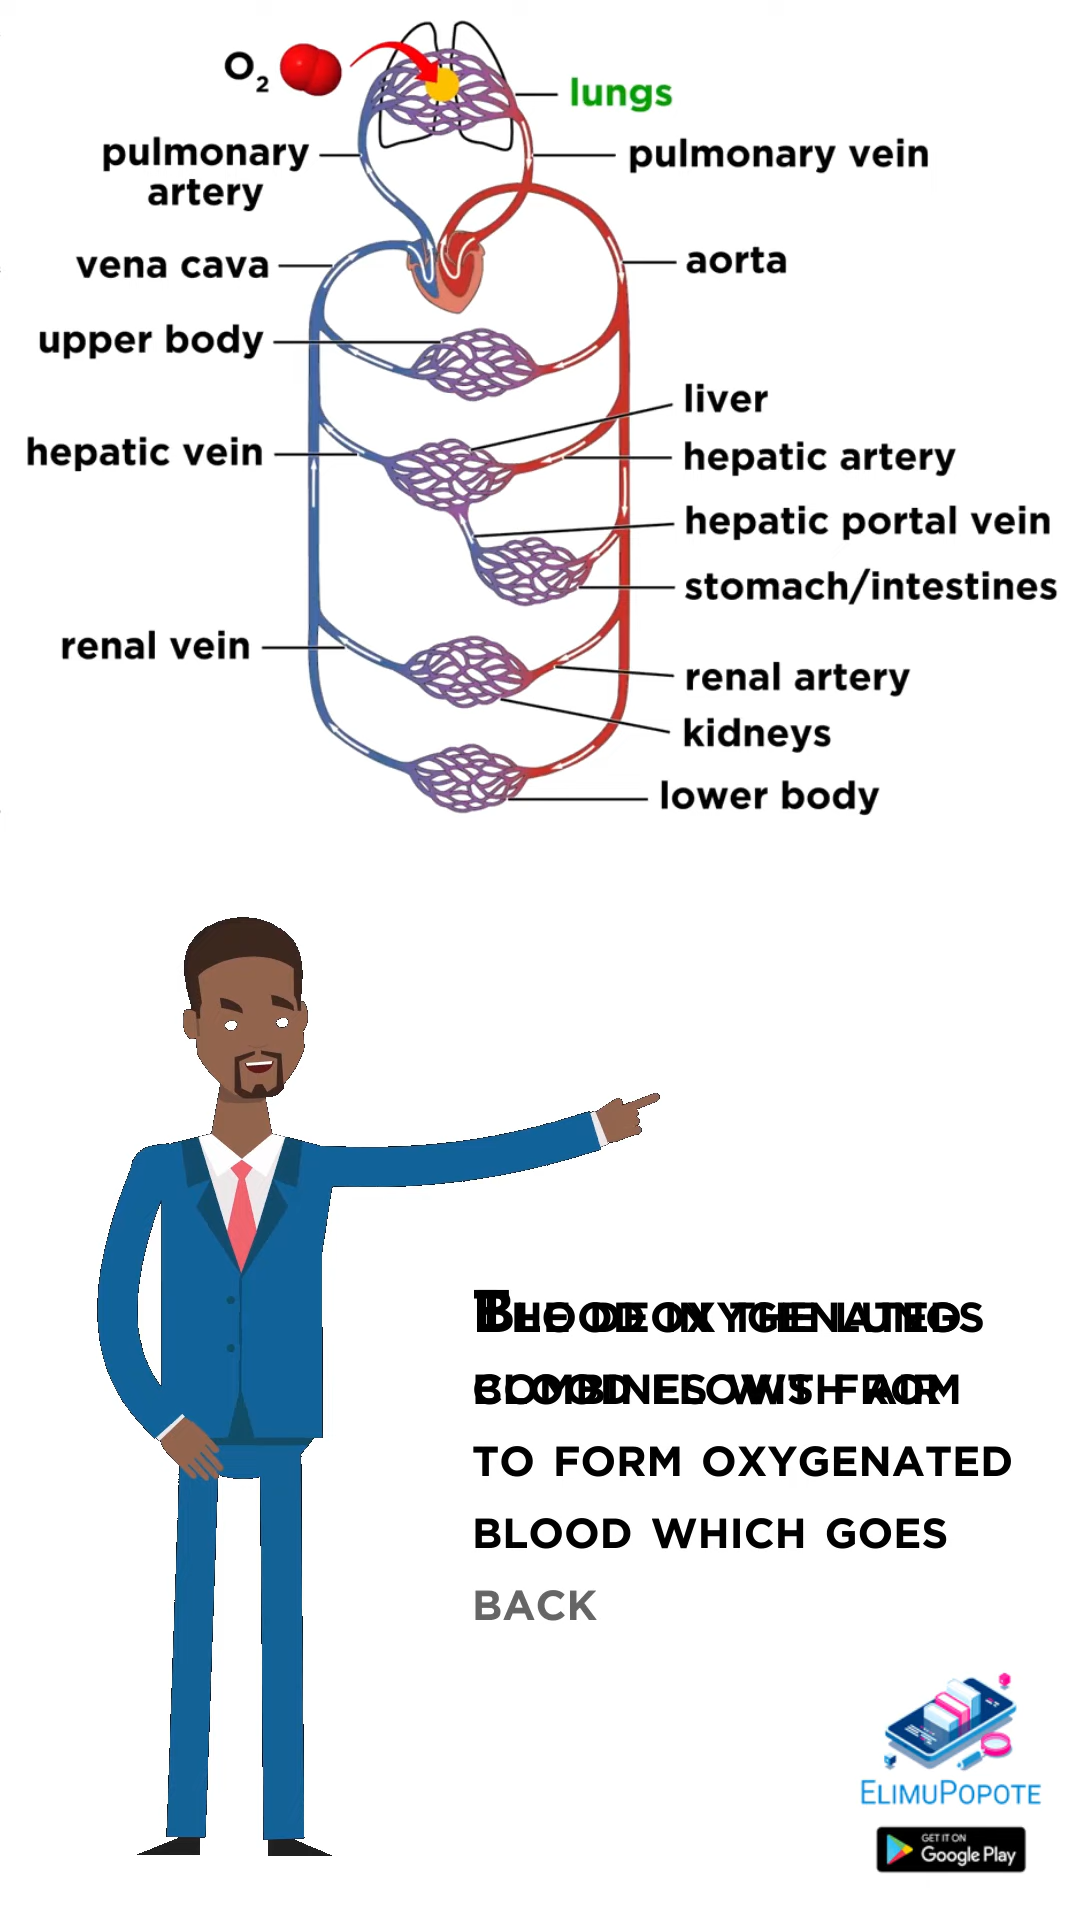 O2
lungs
pulmonary
artery
pulmonary vein
vena cava
aorta
upper body
liver
hepatic vein
hepatic artery
hepatic portal vein
stomach/intestines
renal vein
renal artery
kidneys
lower body
TO FORM OXYGENATED
BLOOD WHICH GOES
BACK
ELIMUPOPOTE
GET IT ON
Google Play